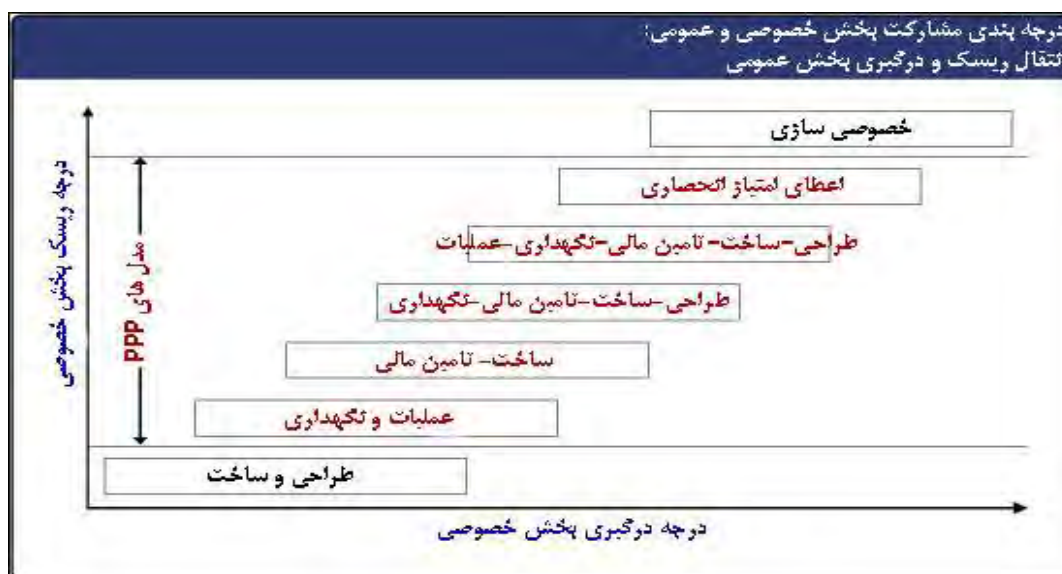 درجه بندی مشارکت بخش خصوصی و عمومی:
نتقال ریسک و درگیری بخش عمومی
خصوصی سازی
اعطای امتیاز انحصاری
طراحی-ساخت-تامین مالی-نگهداری-عملیات
طراحی-ساخت-تامین مالی-نگهداری
ساخت- تامین مالی
عملیات و نگهداری
طراحی و ساخت
درجه ریسک بخش خصوصی
مدل های PPP
درجه درگیری بخش خصوصی